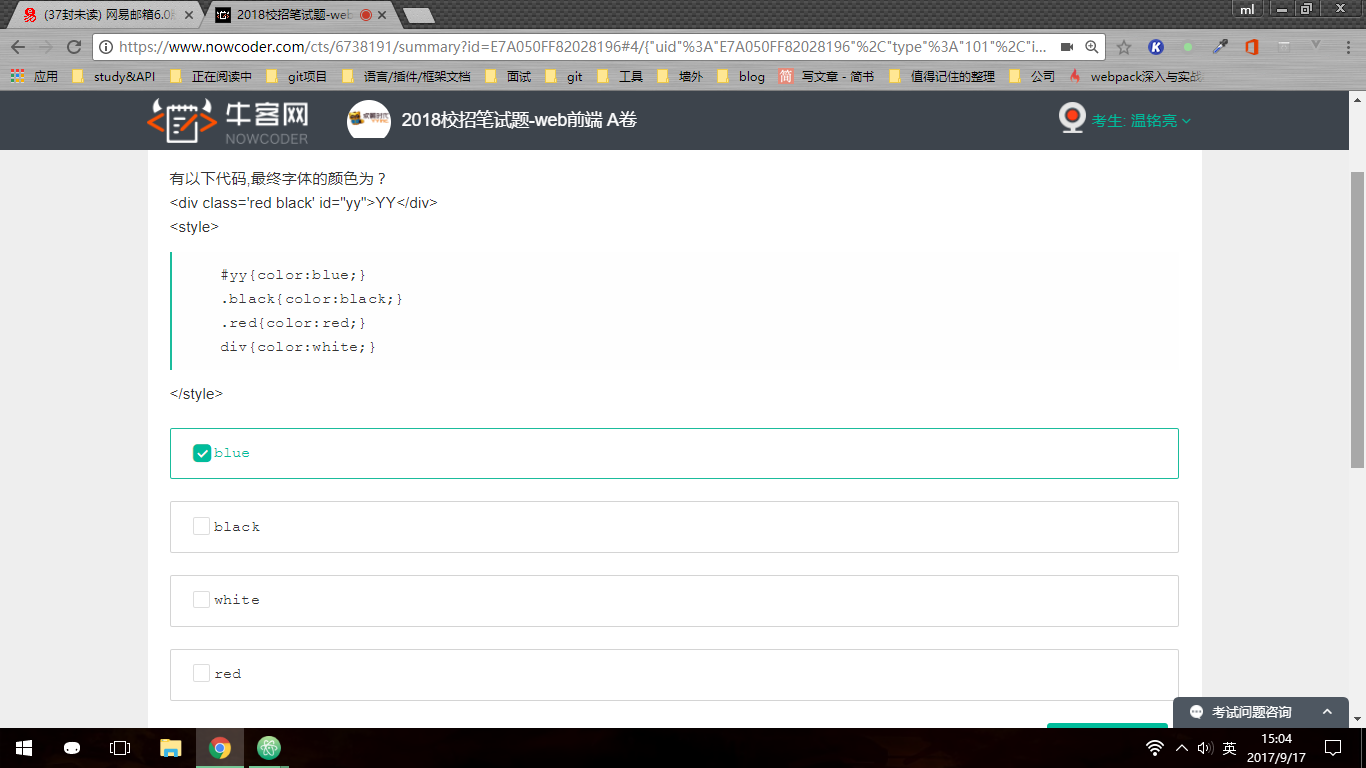 (37封未读) 网易邮箱6.0
2018校招笔试题-web
ml
https://www.nowcoder.com/cts/6738191/summary?id=E7A050FF82028196#4/{"uid"%3A"E7A050FF82028196"%2C"type"%3A"101"%2C"i...
应用 study&API 正在阅读中 git项目 语言/插件/框架文档 面试 git 工具 墙外 blog 简 写文章 - 简书 值得记住的整理 公司 webpack深入与实战
牛客网
NOWCODER
2018校招笔试题-web前端 A卷
考生: 温铭亮
有以下代码,最终字体的颜色为？
<div class='red black' id="yy">YY</div>
<style>
#yy{color:blue;}
.black{color:black;}
.red{color:red;}
div{color:white;}
</style>
blue
black
white
red
考试问题咨询
英
15:04
2017/9/17